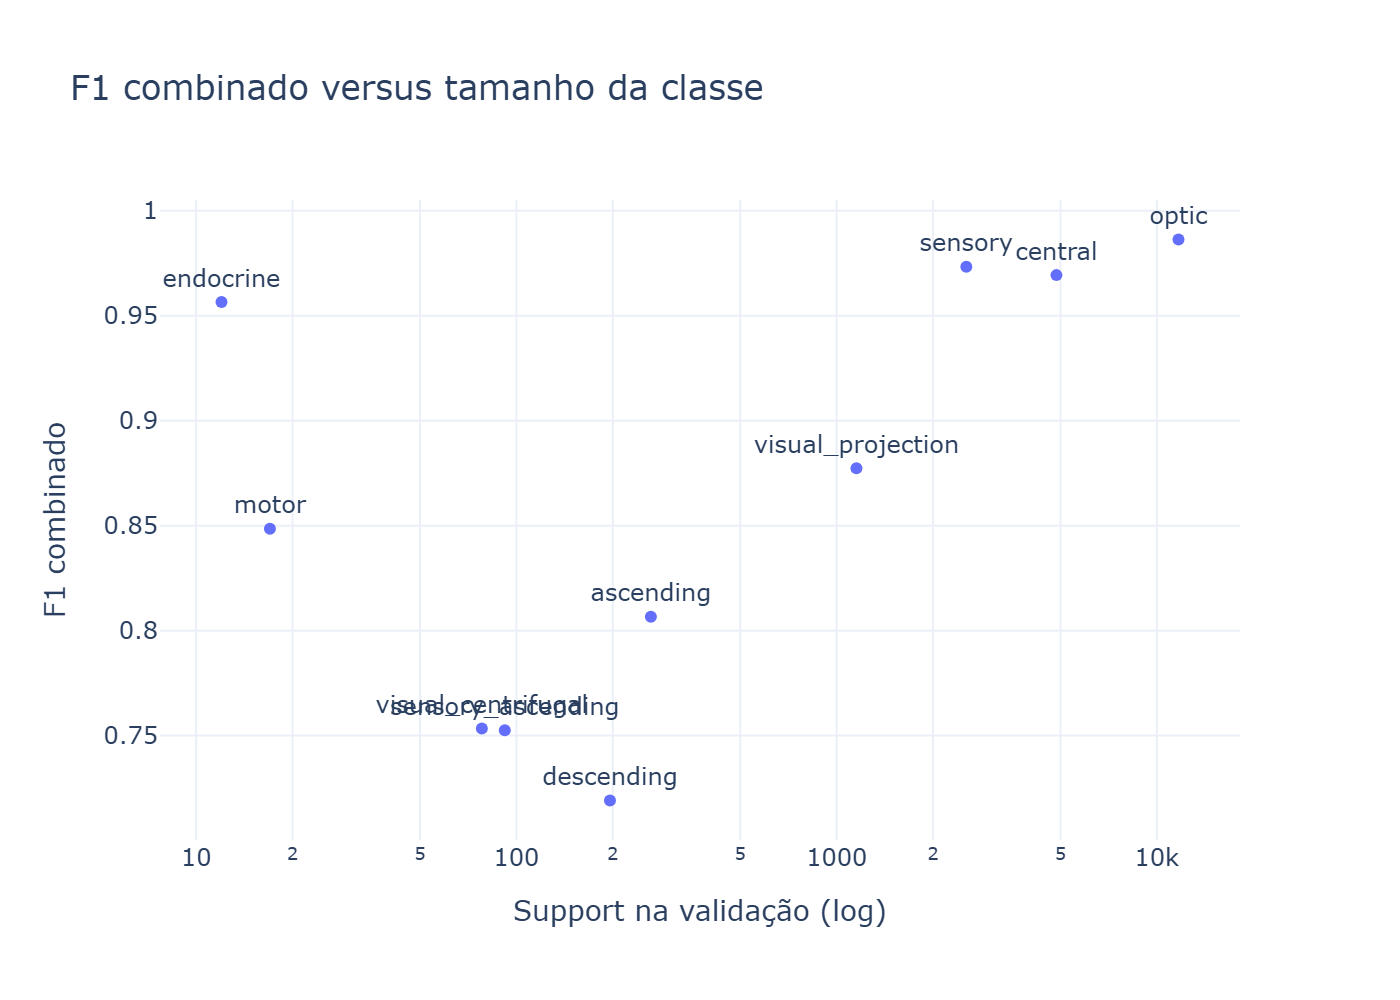 F1 combinado versus tamanho da classe
1
0.95
0.9
0.85
0.8
0.75
F1 combinado
optic
sensory
central
endocrine
visual_projection
motor
ascending
visual_centrifugal
sensory_ascending
descending
10
2
5
100
2
5
1000
2
5
10k
Support na validação (log)